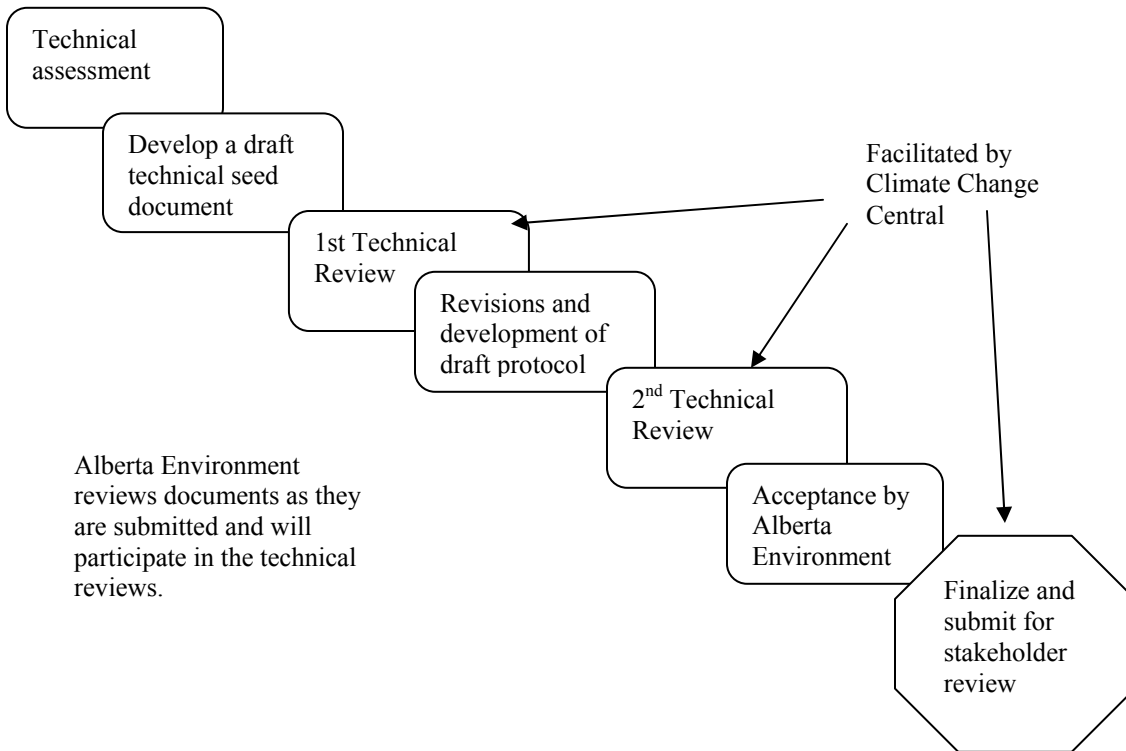 Technical
assessment
Develop a draft
technical seed
document
1st Technical
Review
Revisions and
development of
draft protocol
2nd Technical
Review
Acceptance by
Alberta
Environment
Finalize and
submit for
stakeholder
review
Facilitated by
Climate Change
Central
Alberta Environment
reviews documents as they
are submitted and will
participate in the technical
reviews.